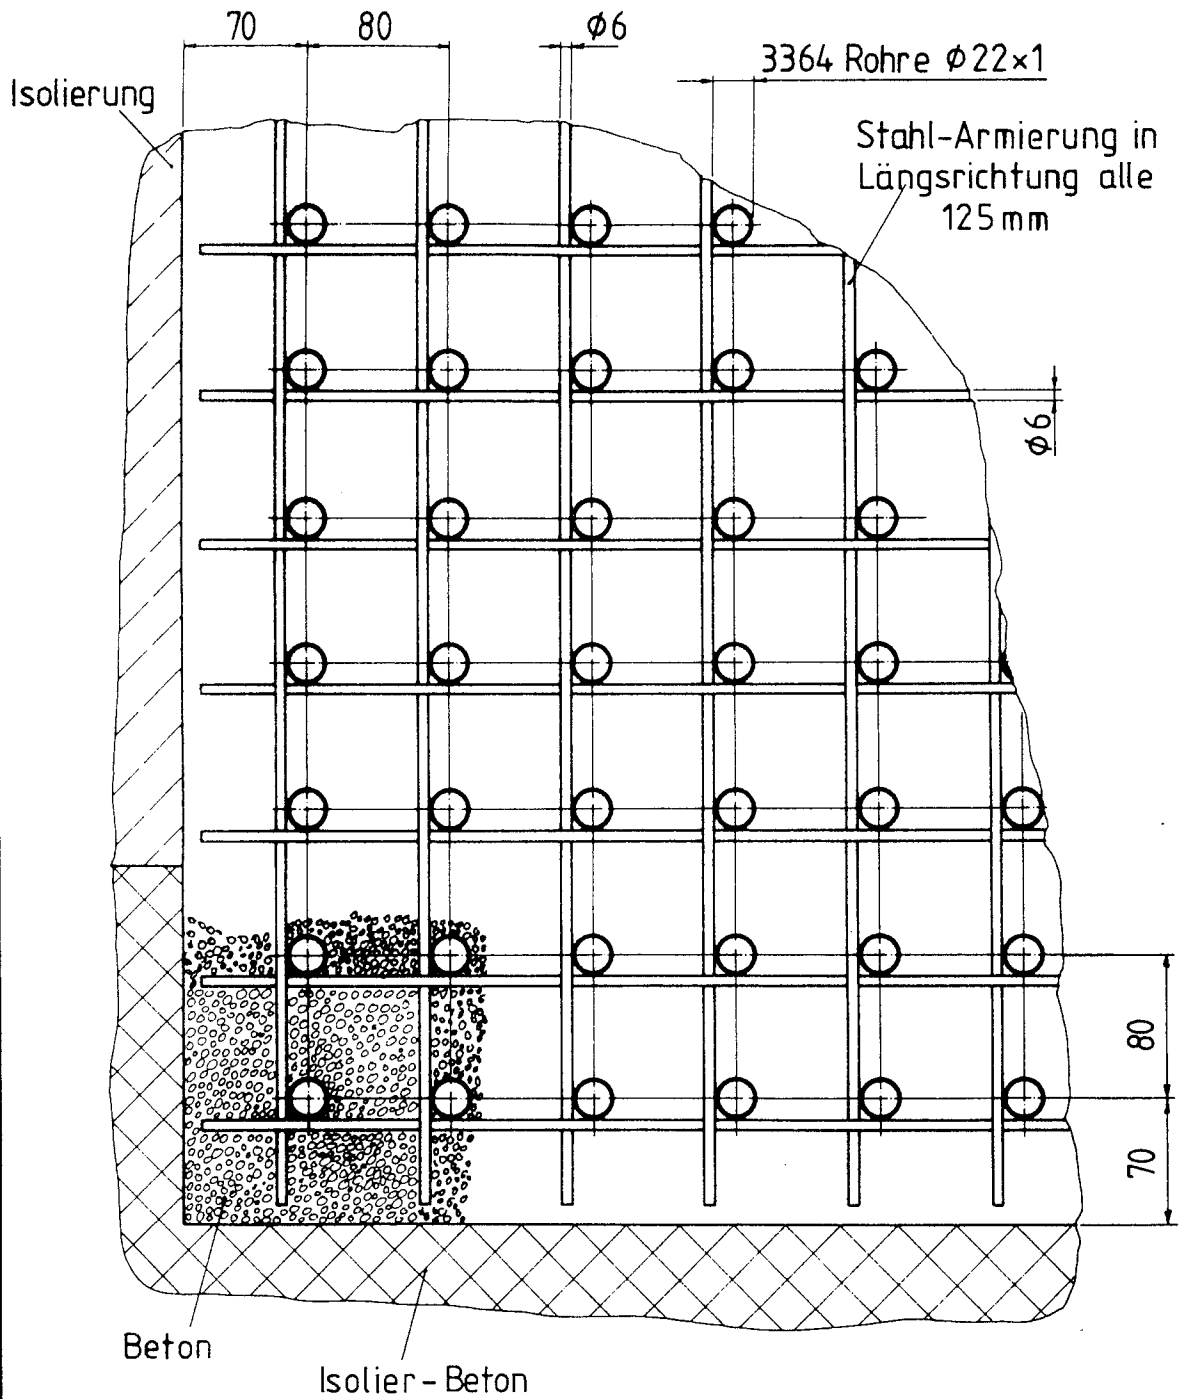 70
80
ϕ6
3364 Rohre ϕ22×1
Isolierung
Stahl-Armierung in
Längsrichtung alle
125 mm
ϕ6
80
70
Beton
Isolier-Beton